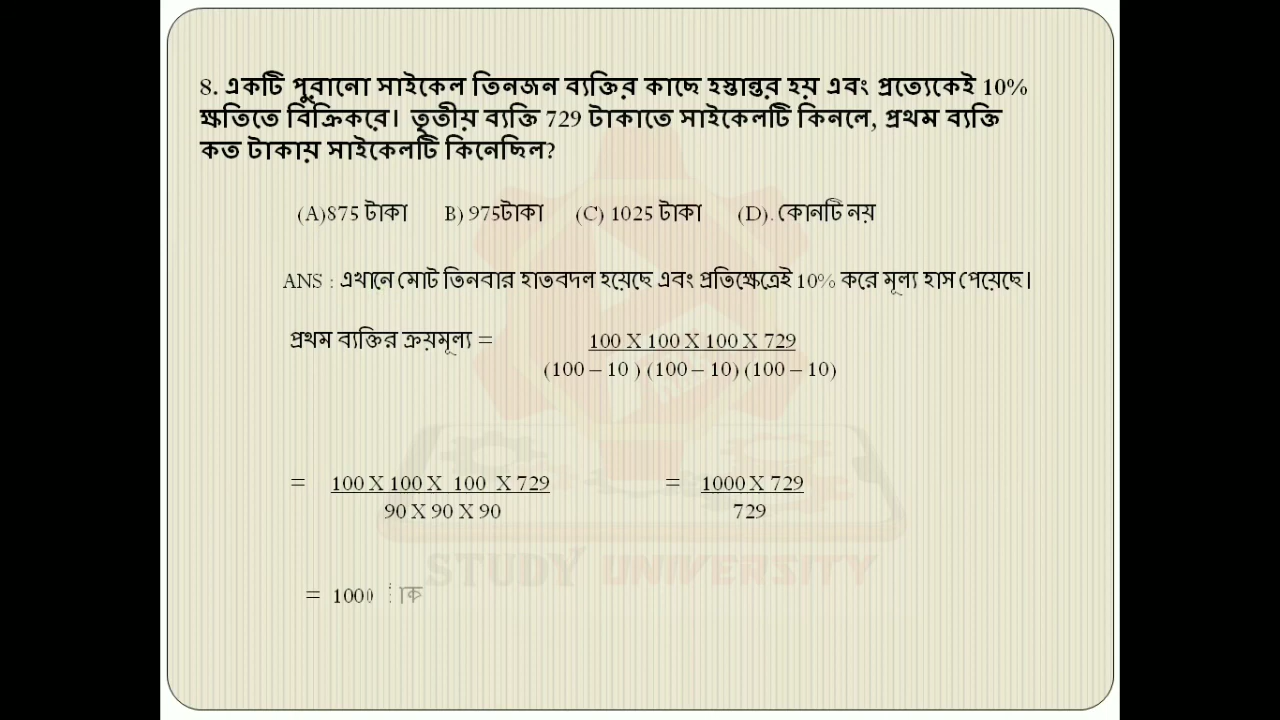 8. একটি পুরানো সাইকেল তিনজন ব্যক্তির কাছে হস্তান্তর হয় এবং প্রত্যেকেই 10%
ক্ষতিতে বিক্রিকরে। তৃতীয় ব্যক্তি 729 টাকাতে সাইকেলটি কিনলে, প্রথম ব্যক্তি
কত টাকায় সাইকেলটি কিনেছিল?
(A)875 টাকা B) 975টাকা (C) 1025 টাকা (D). কোনটি নয়
ANS : এখানে মোট তিনবার হাতবদল হয়েছে এবং প্রতিক্ষেত্রেই 10% করে মূল্য হাস পেয়েছে।
প্রথম ব্যক্তির ক্রয়মূল্য = 100 X 100 X 100 X 729
(100 – 10 ) (100 – 10) (100 – 10)
= 100 X 100 X 100 X 729 = 1000 X 729
90 X 90 X 90 729
STUDY UNIVERSITY
= 1000